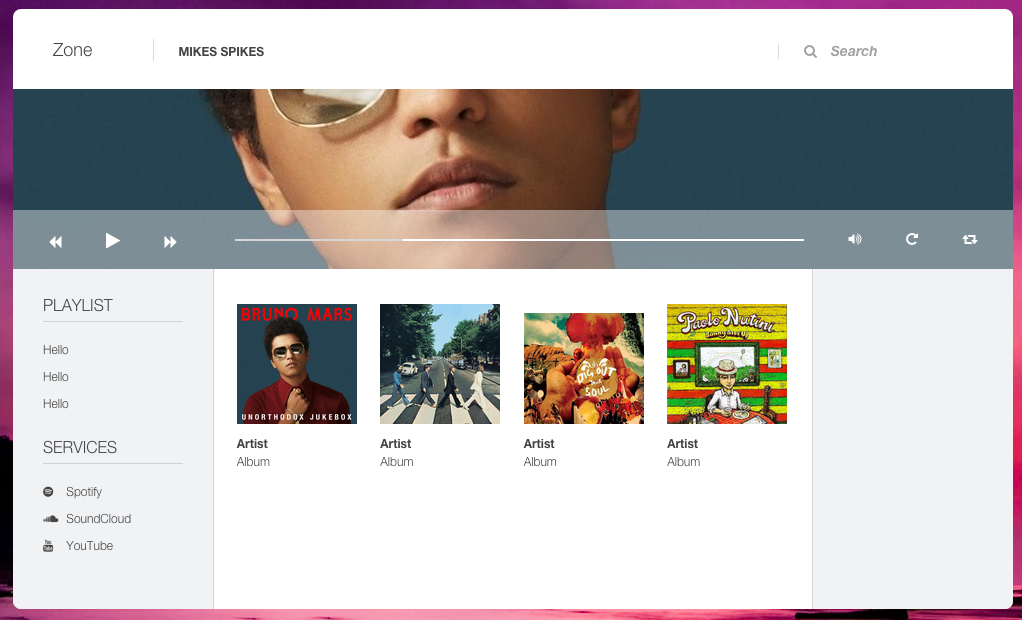 Zone
MIKES SPIKES
Search
PLAYLIST
Hello
Hello
Hello
SERVICES
Spotify
SoundCloud
YouTube
BRUNO MARS
UNORTHODOX JUKEBOX
Artist
Album
Artist
Album
DIG OUT
YOUR
SOUL
Artist
Album
Paolo Nutini
Sunny Side Up
Artist
Album